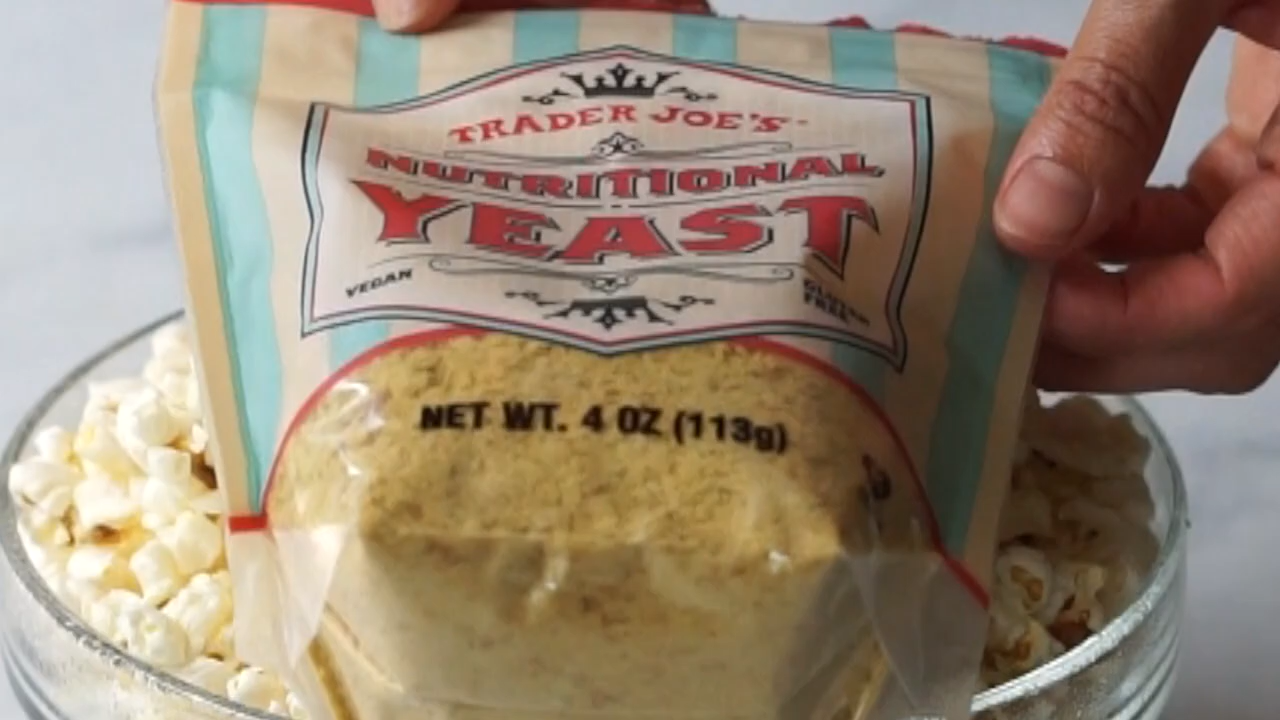 TRADER JOE'S
NUTRITIONAL
YEAST
VEGAN
GLUTEN
FREE
NET WT. 4 OZ (113g)